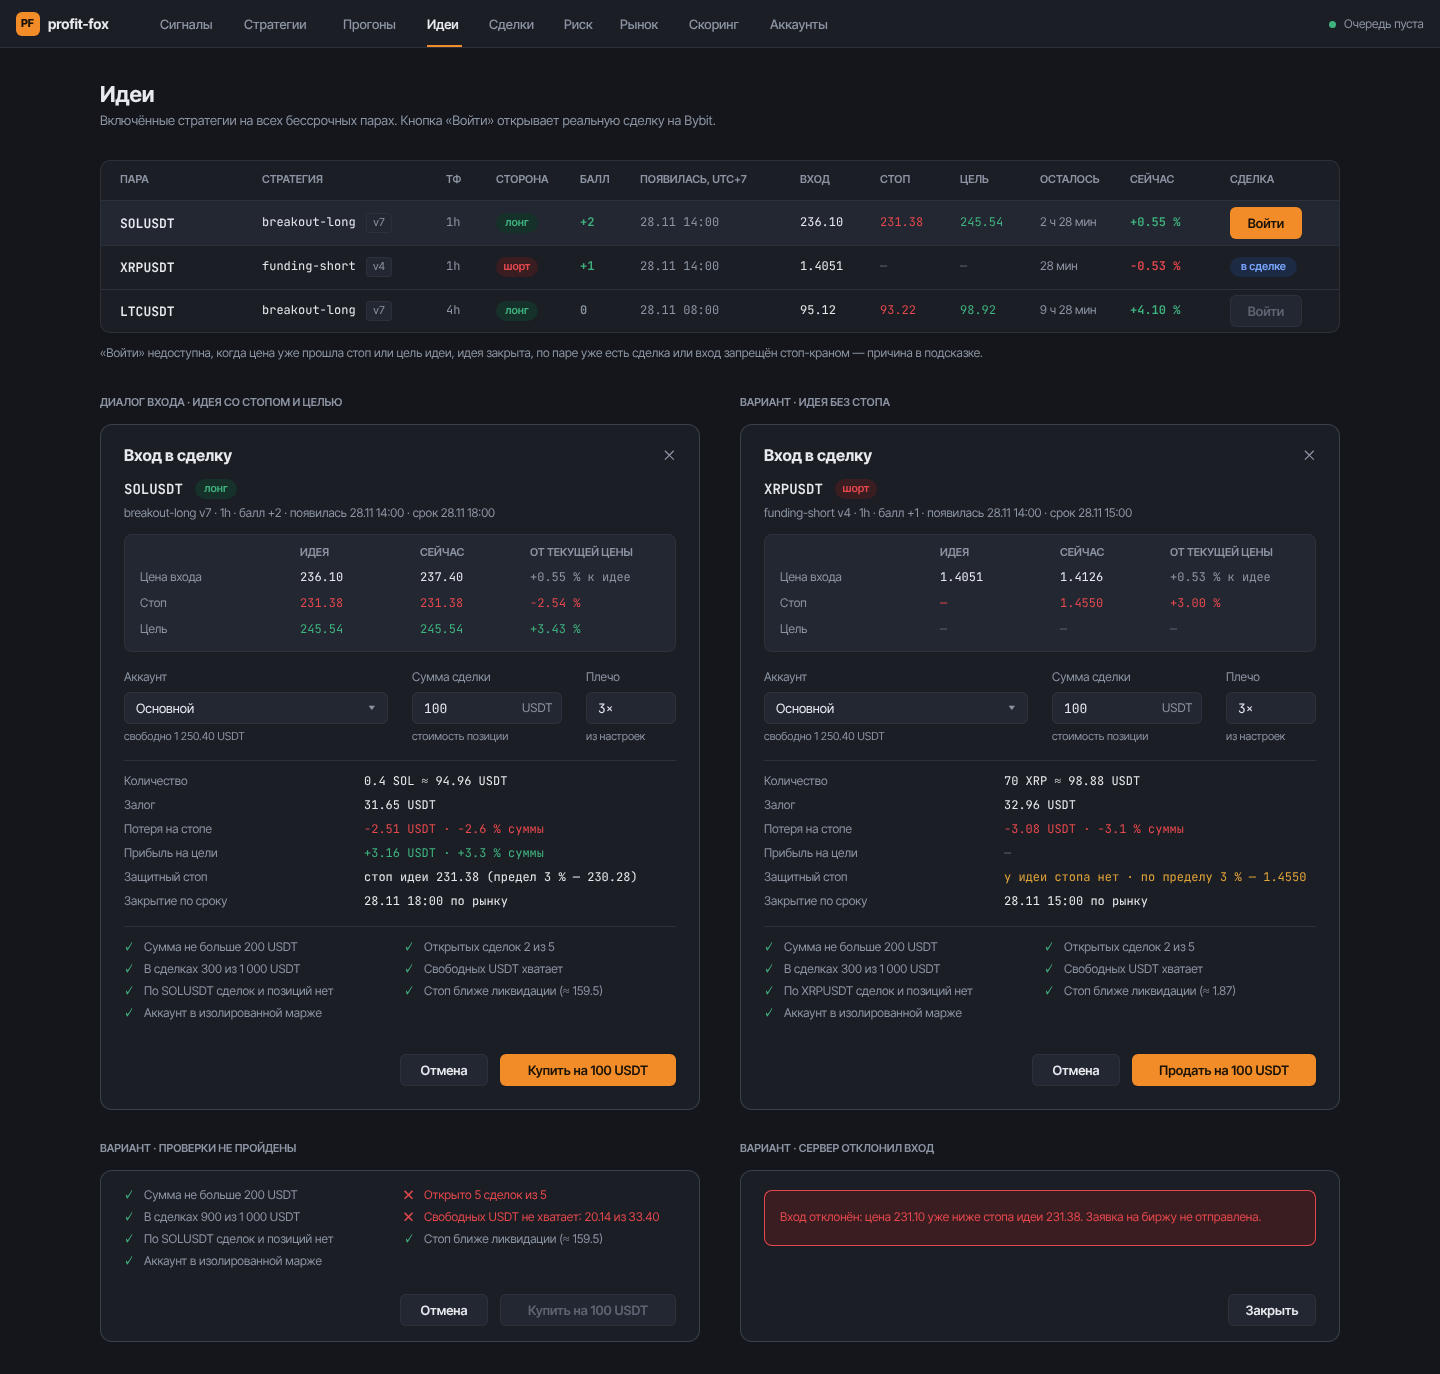 PF profit-fox Сигналы Стратегии Прогоны Идеи Сделки Риск Рынок Скоринг Аккаунты Очередь пуста
Идеи
Включённые стратегии на всех бессрочных парах. Кнопка «Войти» открывает реальную сделку на Bybit.
ПАРА СТРАТЕГИЯ ТФ СТОРОНА БАЛЛ ПОЯВИЛАСЬ, UTC+7 ВХОД СТОП ЦЕЛЬ ОСТАЛОСЬ СЕЙЧАС СДЕЛКА
SOLUSDT breakout-long v7 1h лонг +2 28.11 14:00 236.10 231.38 245.54 2 ч 28 мин +0.55 % Войти
XRPUSDT funding-short v4 1h шорт +1 28.11 14:00 1.4051 — — 28 мин -0.53 % в сделке
LTCUSDT breakout-long v7 4h лонг 0 28.11 08:00 95.12 93.22 98.92 9 ч 28 мин +4.10 % Войти
«Войти» недоступна, когда цена уже прошла стоп или цель идеи, идея закрыта, по паре уже есть сделка или вход запрещён стоп-краном — причина в подсказке.
ДИАЛОГ ВХОДА · ИДЕЯ СО СТОПОМ И ЦЕЛЬЮ
Вход в сделку ×
SOLUSDT лонг
breakout-long v7 · 1h · балл +2 · появилась 28.11 14:00 · срок 28.11 18:00
ИДЕЯ СЕЙЧАС ОТ ТЕКУЩЕЙ ЦЕНЫ
Цена входа 236.10 237.40 +0.55 % к идее
Стоп 231.38 231.38 -2.54 %
Цель 245.54 245.54 +3.43 %
Аккаунт Сумма сделки Плечо
Основной ▾ 100 USDT 3×
свободно 1 250.40 USDT стоимость позиции из настроек
Количество 0.4 SOL ≈ 94.96 USDT
Залог 31.65 USDT
Потеря на стопе -2.51 USDT · -2.6 % суммы
Прибыль на цели +3.16 USDT · +3.3 % суммы
Защитный стоп стоп идеи 231.38 (предел 3 % — 230.28)
Закрытие по сроку 28.11 18:00 по рынку
✓ Сумма не больше 200 USDT ✓ Открытых сделок 2 из 5
✓ В сделках 300 из 1 000 USDT ✓ Свободных USDT хватает
✓ По SOLUSDT сделок и позиций нет ✓ Стоп ближе ликвидации (≈ 159.5)
✓ Аккаунт в изолированной марже
Отмена Купить на 100 USDT
ВАРИАНТ · ИДЕЯ БЕЗ СТОПА
Вход в сделку ×
XRPUSDT шорт
funding-short v4 · 1h · балл +1 · появилась 28.11 14:00 · срок 28.11 15:00
ИДЕЯ СЕЙЧАС ОТ ТЕКУЩЕЙ ЦЕНЫ
Цена входа 1.4051 1.4126 +0.53 % к идее
Стоп — 1.4550 +3.00 %
Цель — — —
Аккаунт Сумма сделки Плечо
Основной ▾ 100 USDT 3×
свободно 1 250.40 USDT стоимость позиции из настроек
Количество 70 XRP ≈ 98.88 USDT
Залог 32.96 USDT
Потеря на стопе -3.08 USDT · -3.1 % суммы
Прибыль на цели —
Защитный стоп у идеи стопа нет · по пределу 3 % — 1.4550
Закрытие по сроку 28.11 15:00 по рынку
✓ Сумма не больше 200 USDT ✓ Открытых сделок 2 из 5
✓ В сделках 300 из 1 000 USDT ✓ Свободных USDT хватает
✓ По XRPUSDT сделок и позиций нет ✓ Стоп ближе ликвидации (≈ 1.87)
✓ Аккаунт в изолированной марже
Отмена Продать на 100 USDT
ВАРИАНТ · ПРОВЕРКИ НЕ ПРОЙДЕНЫ
✓ Сумма не больше 200 USDT × Открыто 5 сделок из 5
✓ В сделках 900 из 1 000 USDT × Свободных USDT не хватает: 20.14 из 33.40
✓ По SOLUSDT сделок и позиций нет ✓ Стоп ближе ликвидации (≈ 159.5)
✓ Аккаунт в изолированной марже
Отмена Купить на 100 USDT
ВАРИАНТ · СЕРВЕР ОТКЛОНИЛ ВХОД
Вход отклонён: цена 231.10 уже ниже стопа идеи 231.38. Заявка на биржу не отправлена.
Закрыть